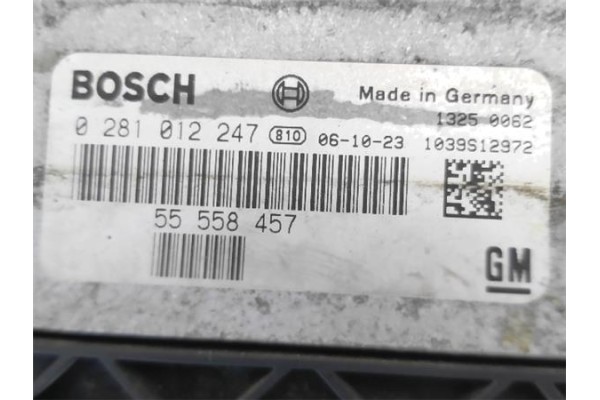 BOSCH
Made in Germany
1325 0062
0 281 012 247 810 06-10-23 1039S12972
55 558 457
GM